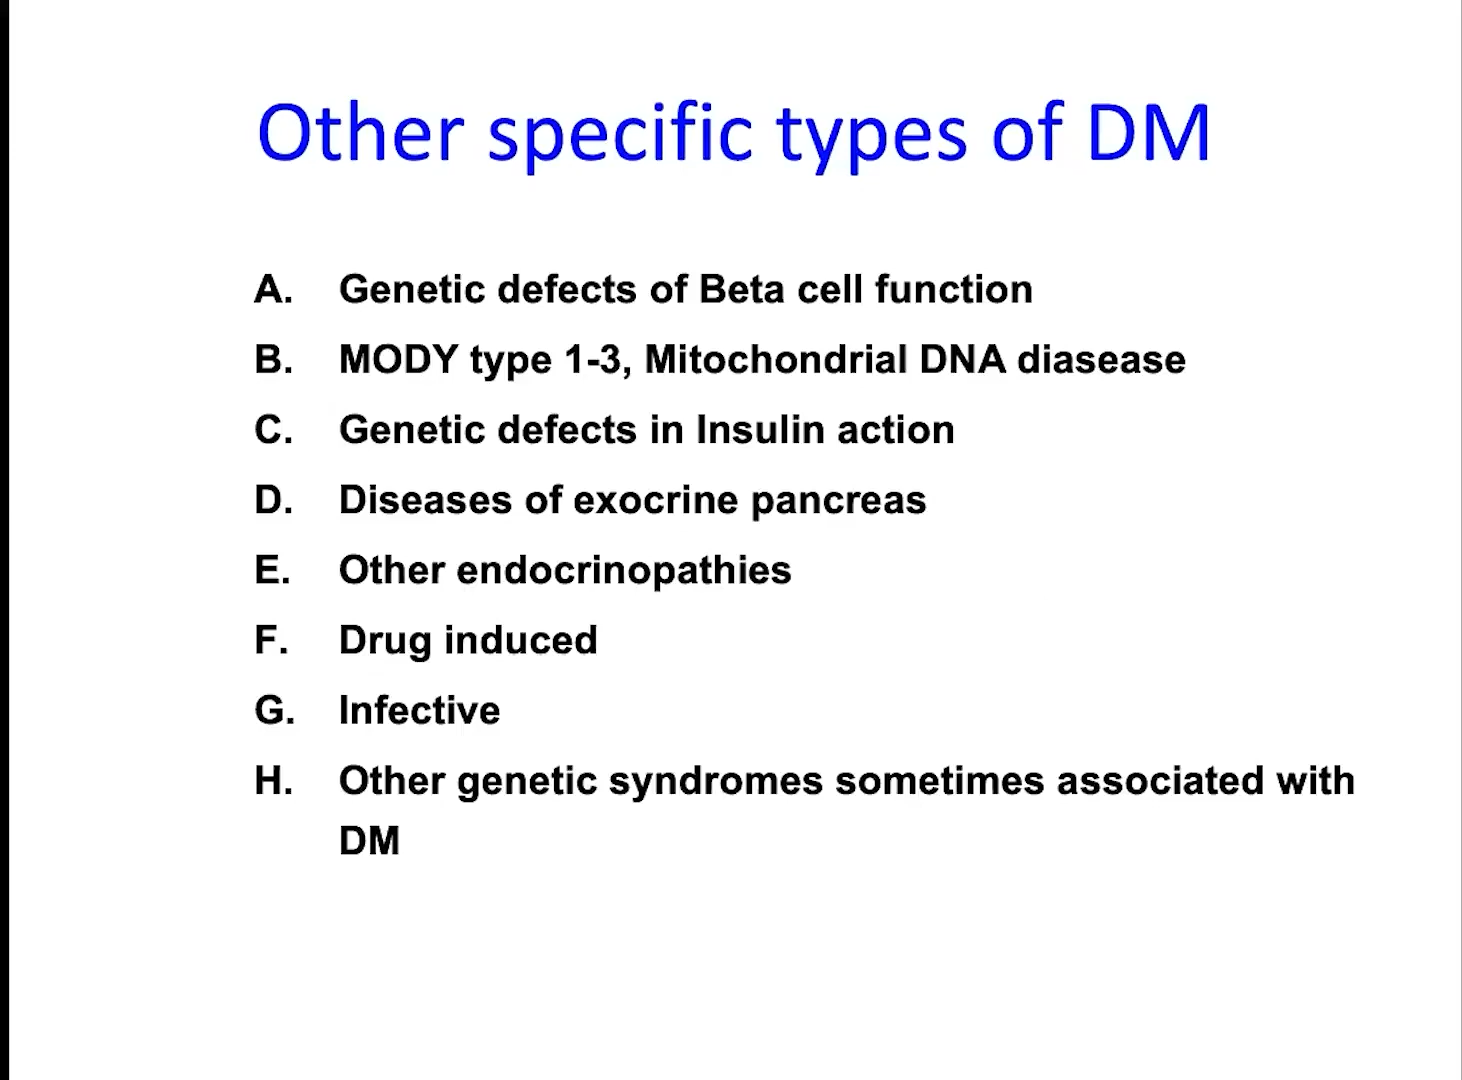 Other specific types of DM
A. Genetic defects of Beta cell function
B. MODY type 1-3, Mitochondrial DNA diasease
C. Genetic defects in Insulin action
D. Diseases of exocrine pancreas
E. Other endocrinopathies
F. Drug induced
G. Infective
H. Other genetic syndromes sometimes associated with
DM